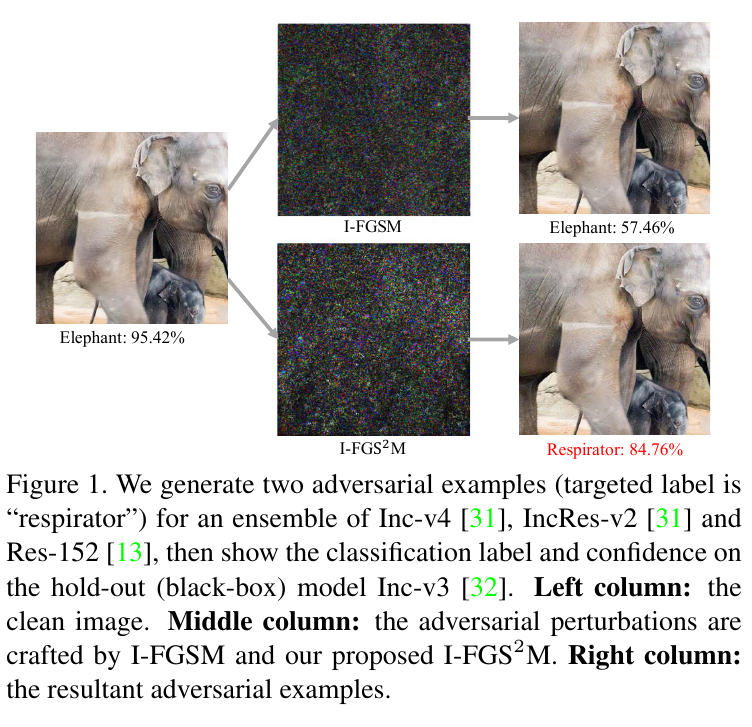 I-FGSM
Elephant: 57.46%
Elephant: 95.42%
I-FGS²M
Respirator: 84.76%
Figure 1. We generate two adversarial examples (targeted label is
“respirator”) for an ensemble of Inc-v4 [31], IncRes-v2 [31] and
Res-152 [13], then show the classification label and confidence on
the hold-out (black-box) model Inc-v3 [32]. Left column: the
clean image. Middle column: the adversarial perturbations are
crafted by I-FGSM and our proposed I-FGS²M. Right column:
the resultant adversarial examples.